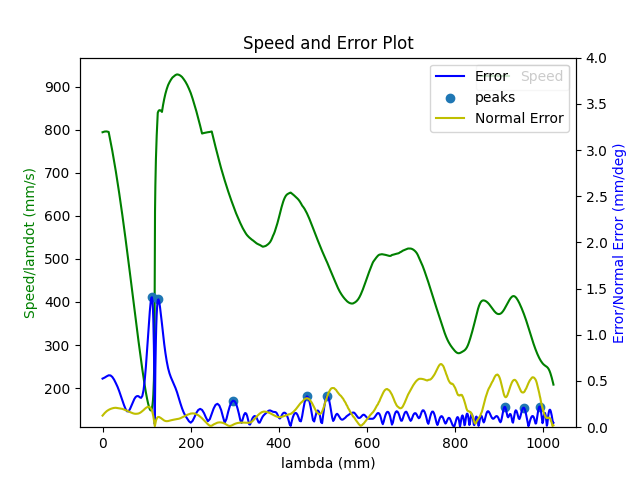 Speed and Error Plot
Speed/lamdot (mm/s)
900
800
700
600
500
400
300
200
Error
Speed
peaks
Normal Error
4.0
3.5
3.0
2.5
2.0
1.5
1.0
0.5
0.0
Error/Normal Error (mm/deg)
0 200 400 600 800 1000
lambda (mm)